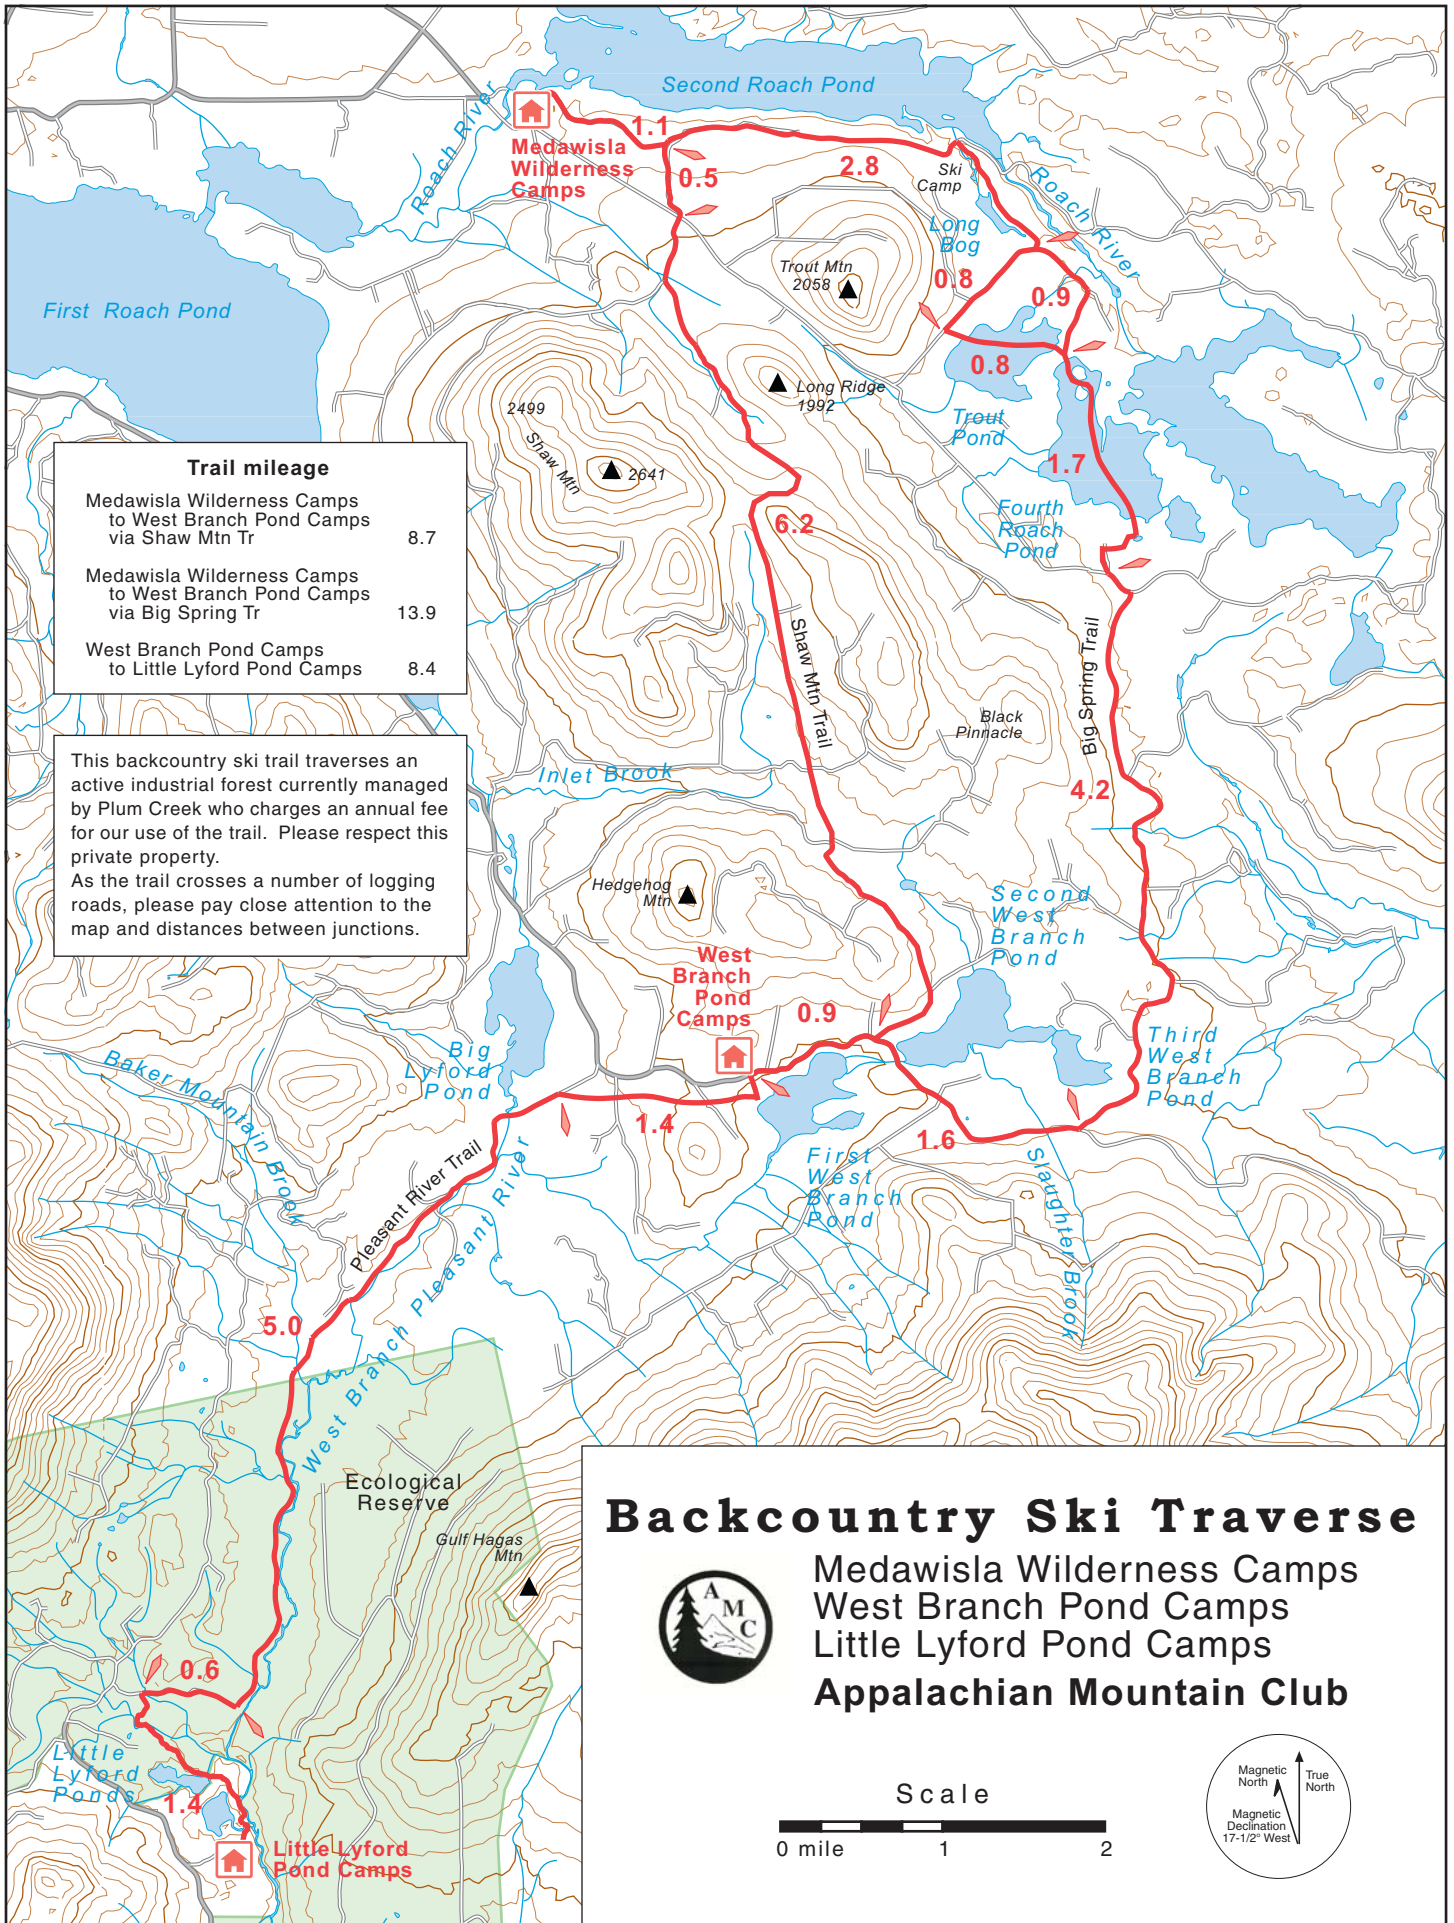 Second Roach Pond
Roach River
Medawisla
Wilderness
Camps
1.1
0.5
2.8
Ski
Camp
Roach River
Long
Bog
Trout Mtn
2058
0.8
0.9
First Roach Pond
0.8
Long Ridge
1992
Trout
Pond
2499
Shaw Mtn
2641
1.7
Trail mileage
Medawisla Wilderness Camps
to West Branch Pond Camps
via Shaw Mtn Tr 8.7
Medawisla Wilderness Camps
to West Branch Pond Camps
via Big Spring Tr 13.9
West Branch Pond Camps
to Little Lyford Pond Camps 8.4
6.2
Fourth
Roach
Pond
Shaw Mtn Trail
Big Spring Trail
Black
Pinnacle
This backcountry ski trail traverses an
active industrial forest currently managed
by Plum Creek who charges an annual fee
for our use of the trail. Please respect this
private property.
As the trail crosses a number of logging
roads, please pay close attention to the
map and distances between junctions.
Inlet Brook
4.2
Hedgehog
Mtn
Second
West
Branch
Pond
West
Branch
Pond
Camps
0.9
Big
Lyford
Pond
Third
West
Branch
Pond
Baker Mountain Brook
1.4
1.6
First
West
Branch
Pond
Slaughter Brook
Pleasant River Trail
West Branch Pleasant River
5.0
Ecological
Reserve
Gulf Hagas
Mtn
0.6
Little
Lyford
Ponds
1.4
Little Lyford
Pond Camps
Backcountry Ski Traverse
AMC
Medawisla Wilderness Camps
West Branch Pond Camps
Little Lyford Pond Camps
Appalachian Mountain Club
Scale
0 mile 1 2
Magnetic
North
True
North
Magnetic
Declination
17-1/2° West